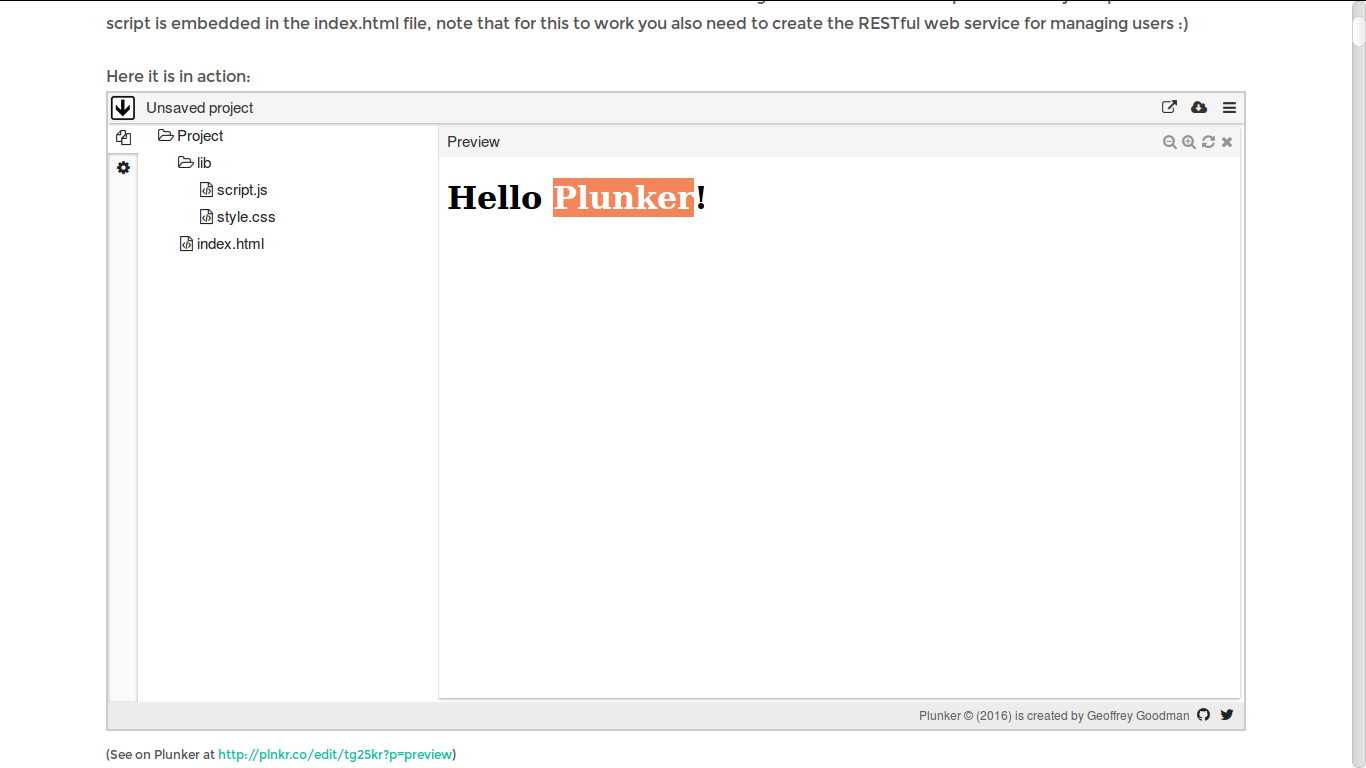 script is embedded in the index.html file, note that for this to work you also need to create the RESTful web service for managing users :)
Here it is in action:
Unsaved project
Project
lib
script.js
style.css
index.html
Preview
Hello Plunker!
Plunker © (2016) is created by Geoffrey Goodman
(See on Plunker at http://plnkr.co/edit/tg25kr?p=preview)